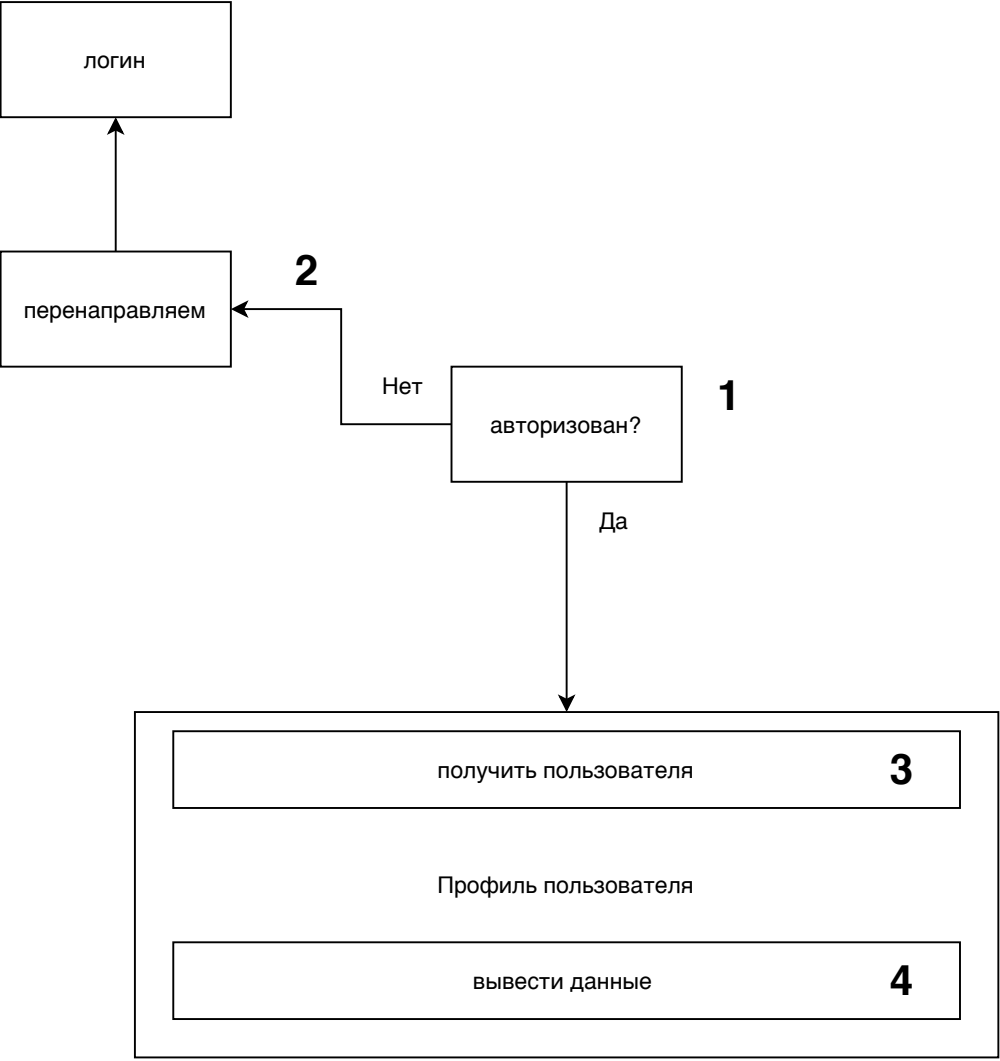 логин
2
перенаправляем
Нет
1
авторизован?
Да
получить пользователя 3
Профиль пользователя
вывести данные 4